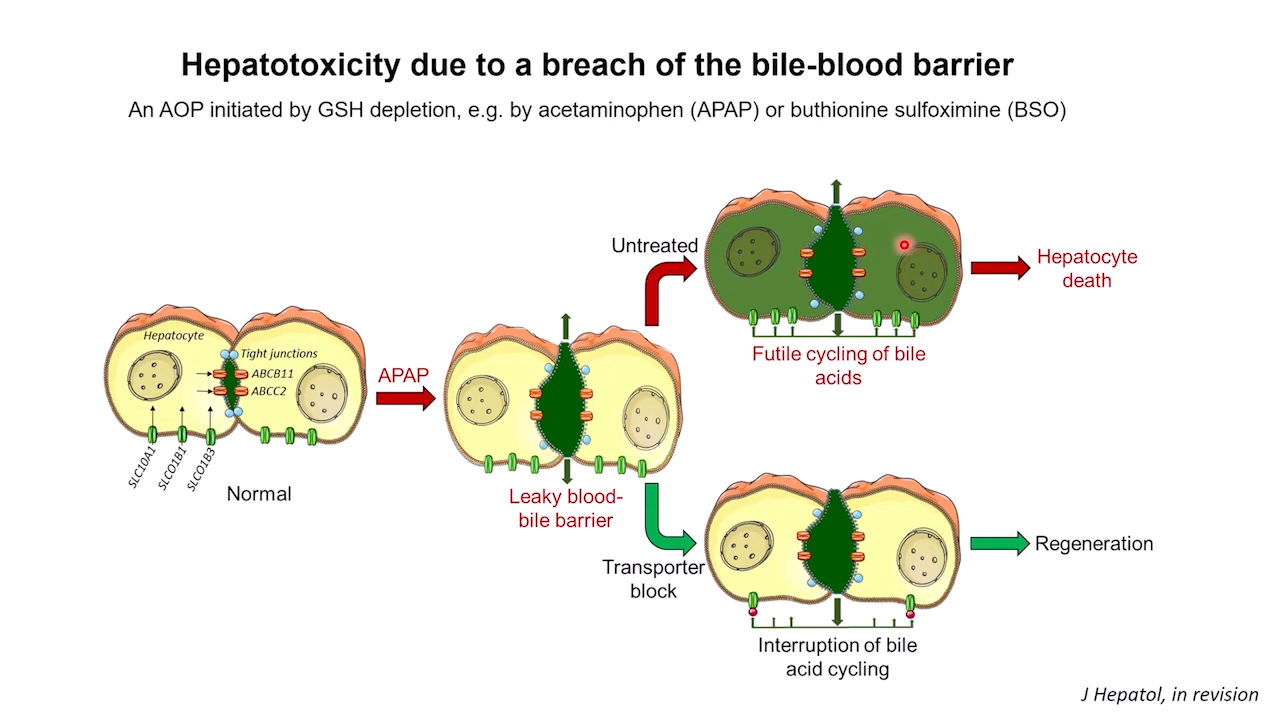 Hepatotoxicity due to a breach of the bile-blood barrier
An AOP initiated by GSH depletion, e.g. by acetaminophen (APAP) or buthionine sulfoximine (BSO)
Hepatocyte
Tight junctions
ABCB11
ABCC2
SLC10A1
SLCO1B1
SLCO1B3
Normal
APAP
Leaky blood-
bile barrier
Untreated
Futile cycling of bile
acids
Hepatocyte
death
Transporter
block
Interruption of bile
acid cycling
Regeneration
J Hepatol, in revision